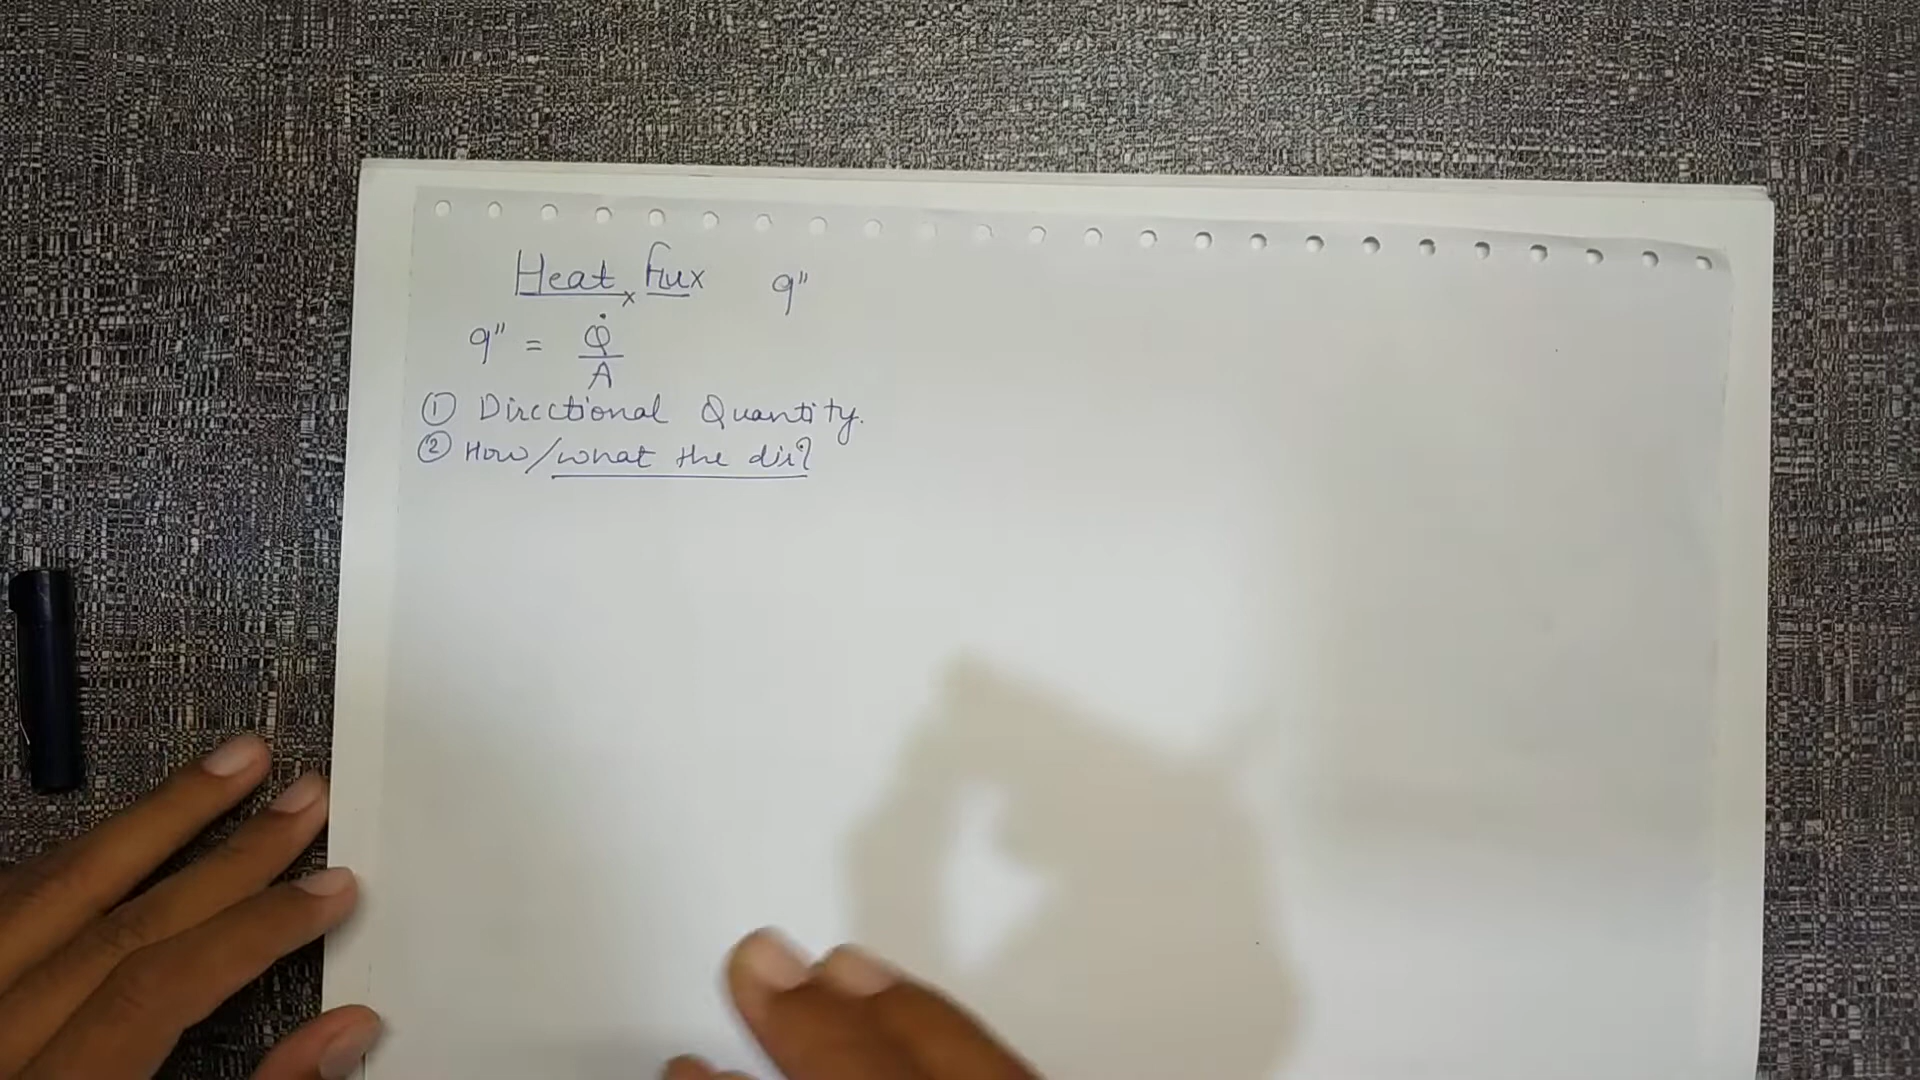 Heat Flux q"
q" = Q̇/A
① Directional Quantity.
② How/what the dir?